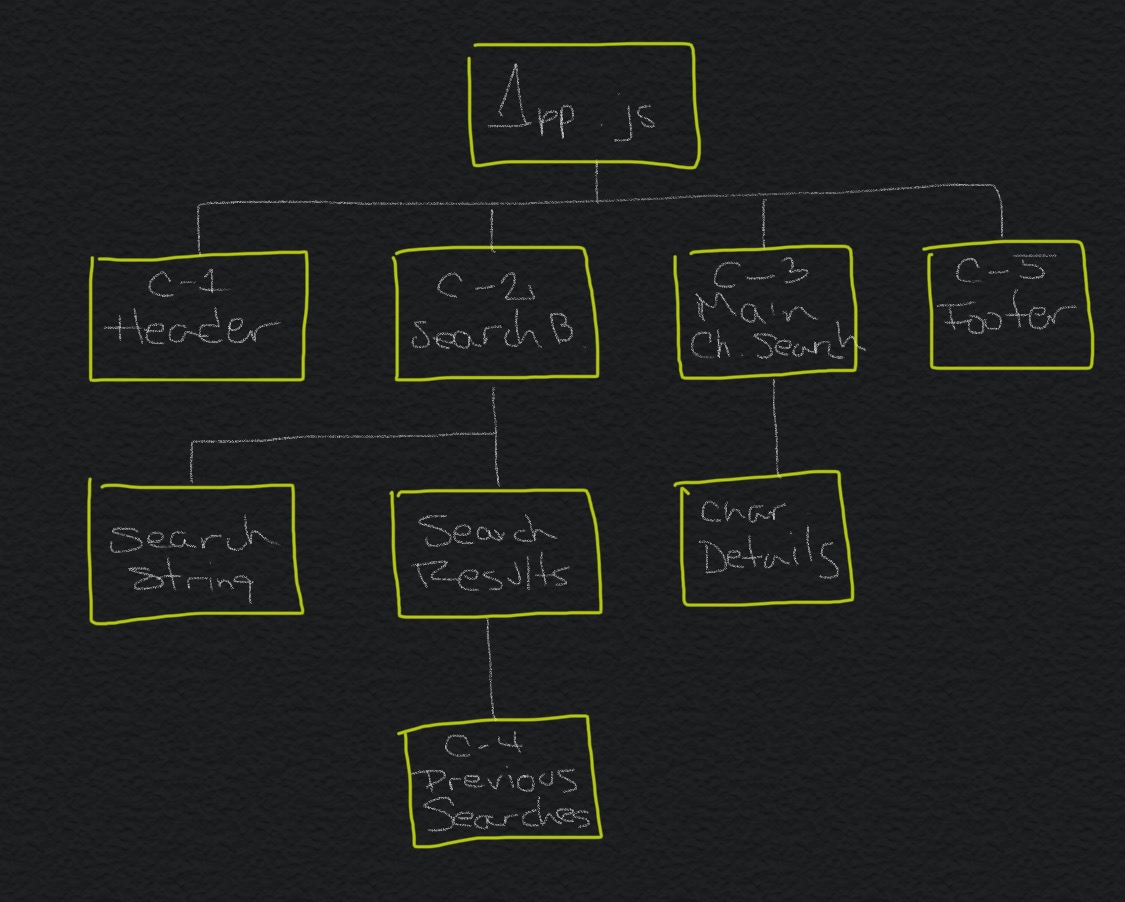 App.js
C-1
Header
C-2
Search B.
C-3
Main
Ch. Search
C-5
Footer
Search
String
Search
Results
Char
Details
C-4
Previous
Searches